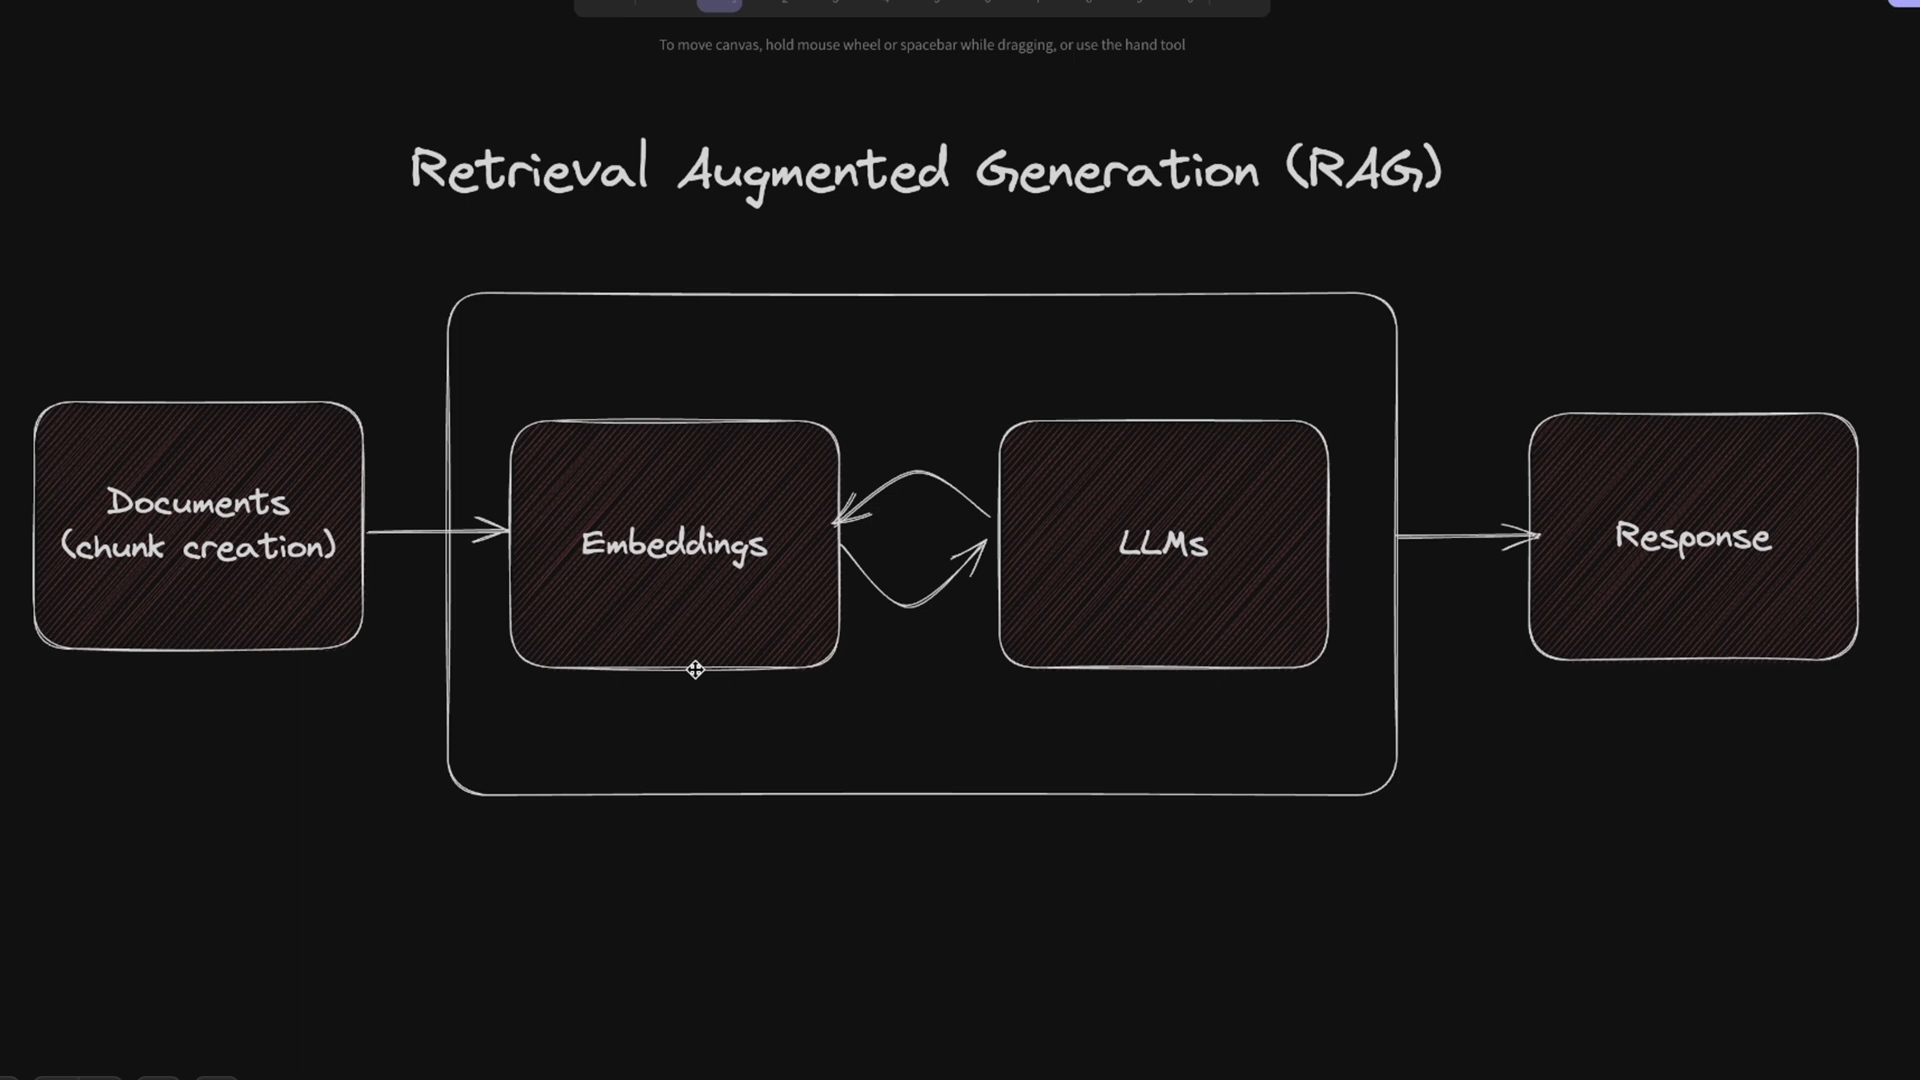 To move canvas, hold mouse wheel or spacebar while dragging, or use the hand tool
Retrieval Augmented Generation (RAG)
Documents
(chunk creation)
Embeddings
LLMs
Response